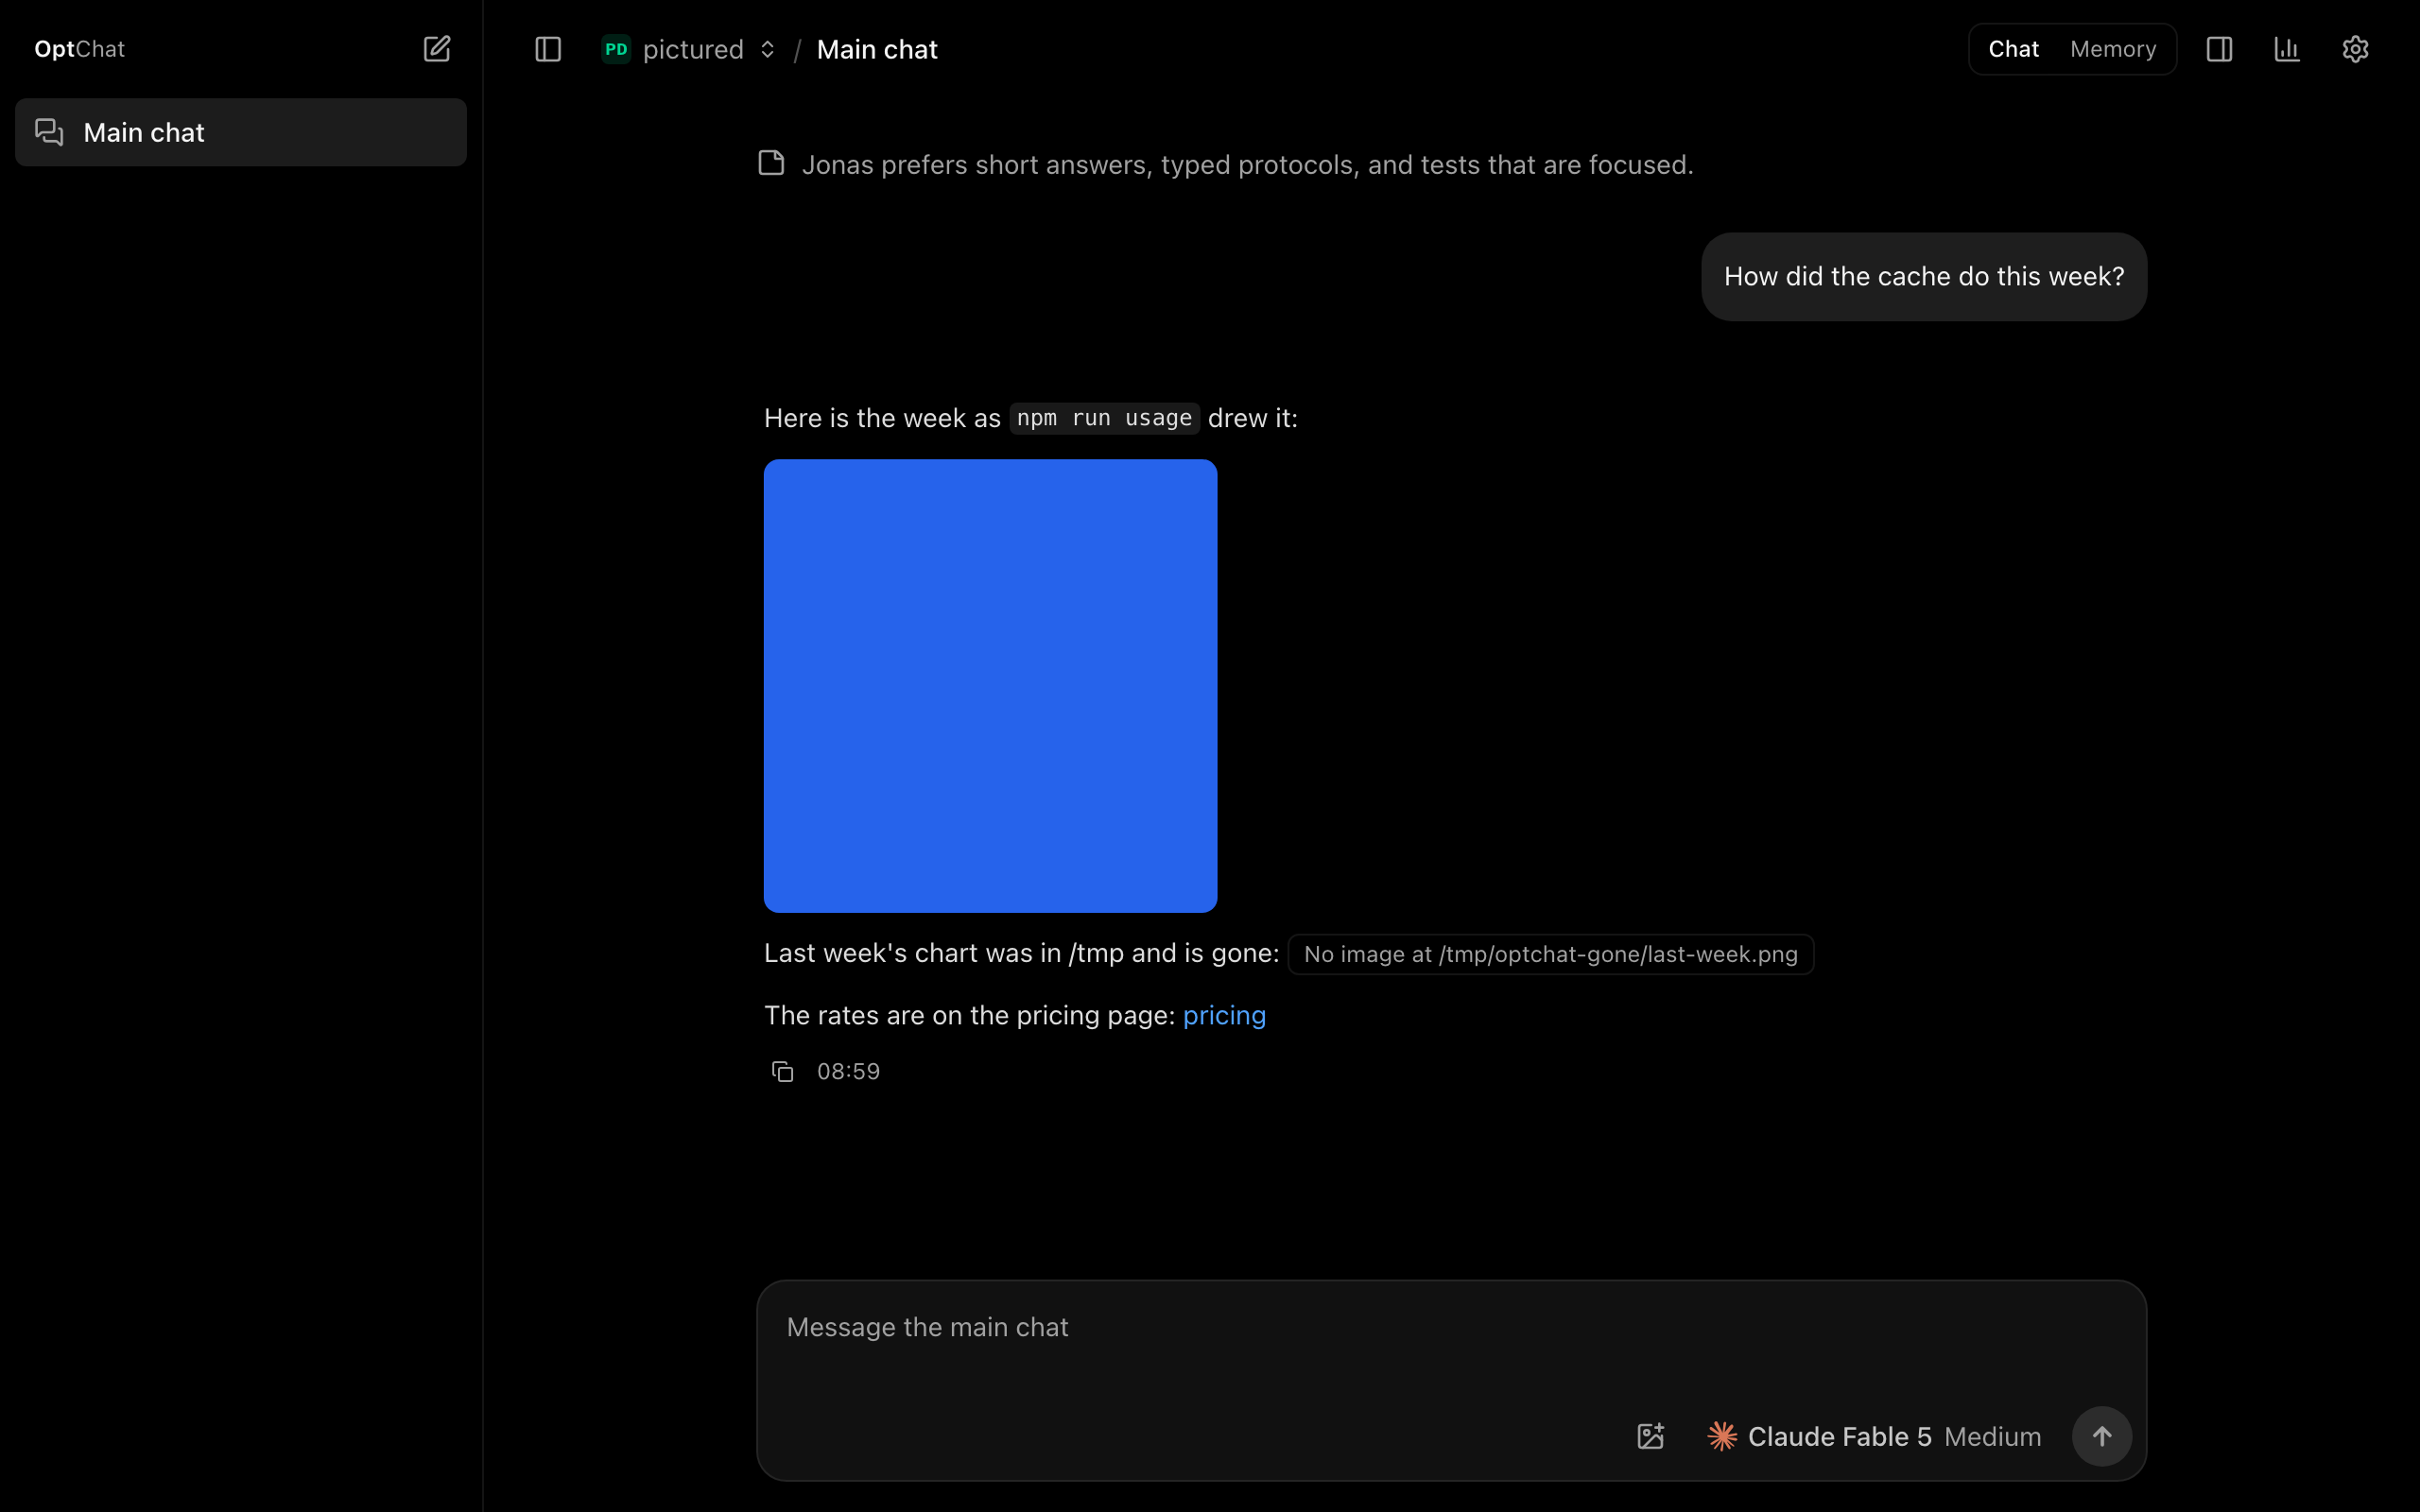 OptChat
PD pictured / Main chat
Chat Memory
Main chat
Jonas prefers short answers, typed protocols, and tests that are focused.
How did the cache do this week?
Here is the week as npm run usage drew it:
Last week's chart was in /tmp and is gone: No image at /tmp/optchat-gone/last-week.png
The rates are on the pricing page: pricing
08:59
Message the main chat
Claude Fable 5 Medium